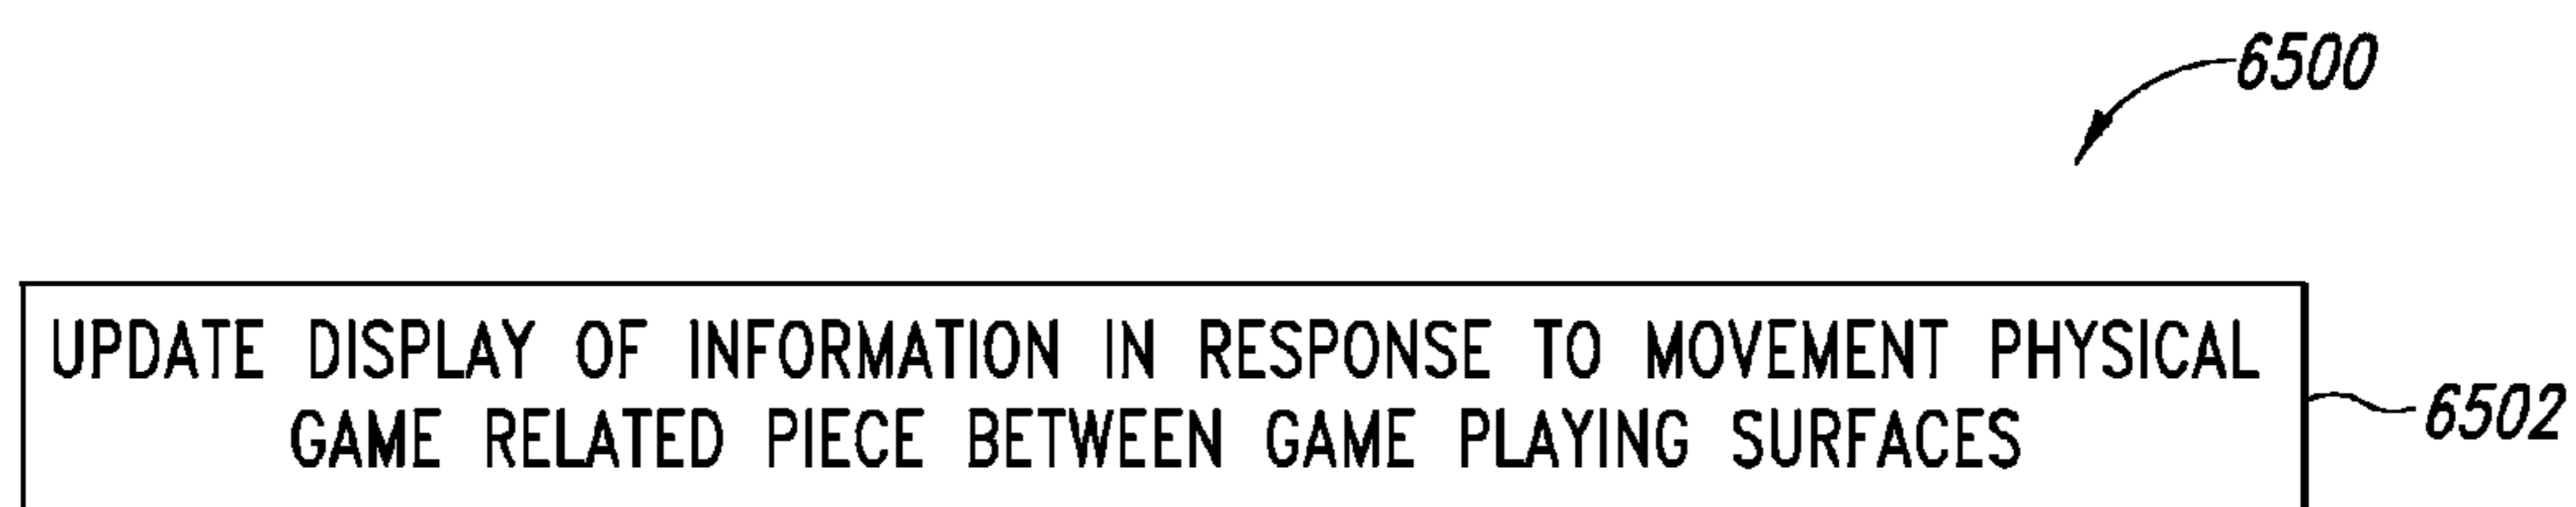 6500
UPDATE DISPLAY OF INFORMATION IN RESPONSE TO MOVEMENT PHYSICAL
GAME RELATED PIECE BETWEEN GAME PLAYING SURFACES
6502